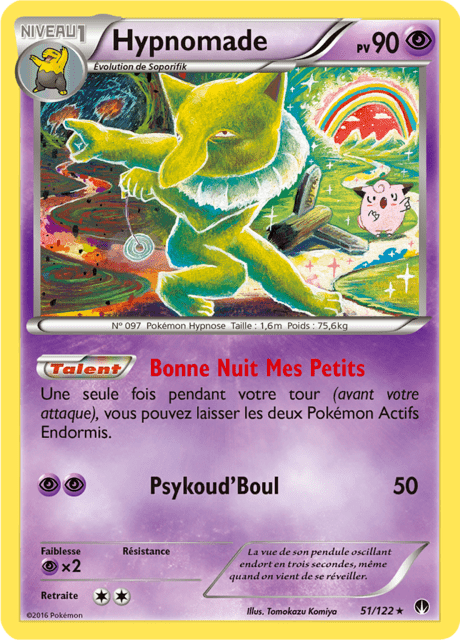 NIVEAU 1
Hypnomade
PV 90
Évolution de Soporifik
N° 097 Pokémon Hypnose Taille : 1,6m Poids : 75,6kg
Talent Bonne Nuit Mes Petits
Une seule fois pendant votre tour (avant votre
attaque), vous pouvez laisser les deux Pokémon Actifs
Endormis.
Psykoud'Boul 50
Faiblesse Résistance
×2
La vue de son pendule oscillant
endort en trois secondes, même
quand on vient de se réveiller.
Retraite
©2016 Pokémon
Illus. Tomokazu Komiya 51/122 ★